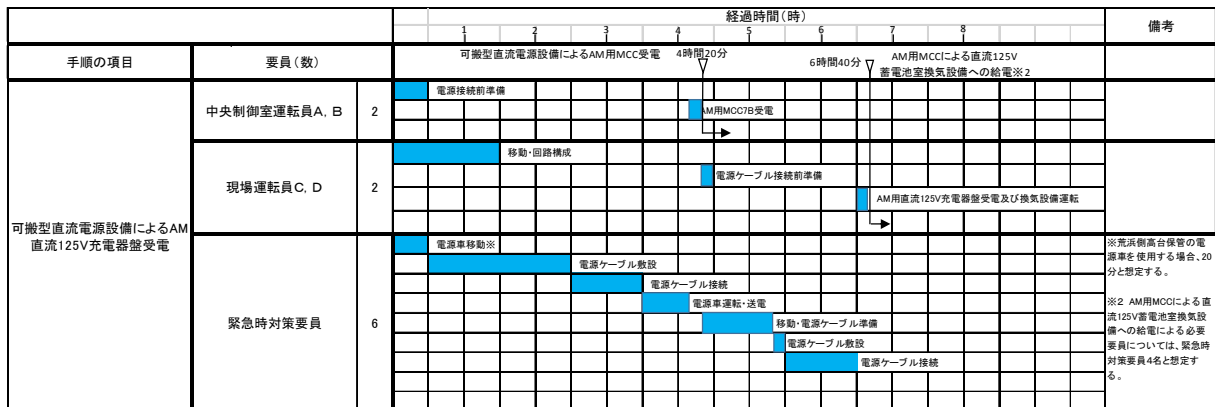 経過時間(時)
備考
1 2 3 4 5 6 7 8
手順の項目
要員(数)
可搬型直流電源設備によるAM用MCC受電 4時間20分
6時間40分
AM用MCCによる直流125V
蓄電池室換気設備への給電※2
可搬型直流電源設備によるAM
直流125V充電器盤受電
中央制御室運転員A, B
2
電源接続前準備
AM用MCC7B受電
現場運転員C, D
2
移動・回路構成
電源ケーブル接続前準備
AM用直流125V充電器盤受電及び換気設備運転
緊急時対策要員
6
電源車移動※
電源ケーブル敷設
電源ケーブル接続
電源車運転・送電
移動・電源ケーブル準備
電源ケーブル敷設
電源ケーブル接続
※荒浜側高台保管の電
源車を使用する場合、20
分と想定する。
※2 AM用MCCによる直
流125V蓄電池室換気設
備への給電による必要
要員については、緊急時
対策要員4名と想定す
る。